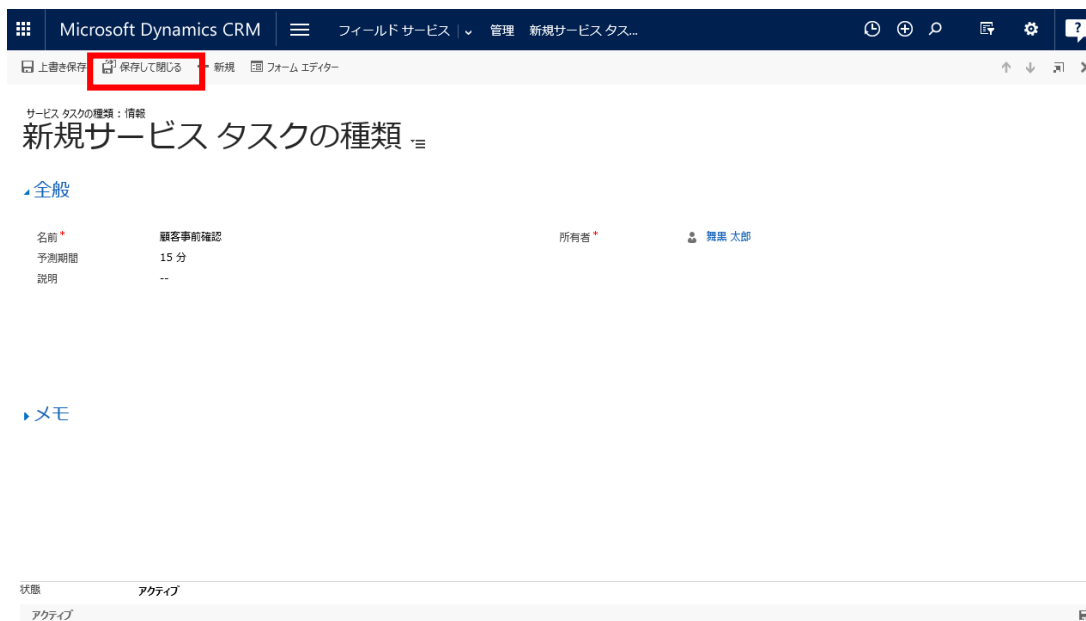 Microsoft Dynamics CRM フィールド サービス 管理 新規サービス タス... ?
上書き保存 保存して閉じる 新規 フォーム エディター
サービス タスクの種類 : 情報
新規サービス タスクの種類
全般
名前* 顧客事前確認 所有者* 舞黒 太郎
予測期間 15 分
説明 --
メモ
状態 アクティブ
アクティブ